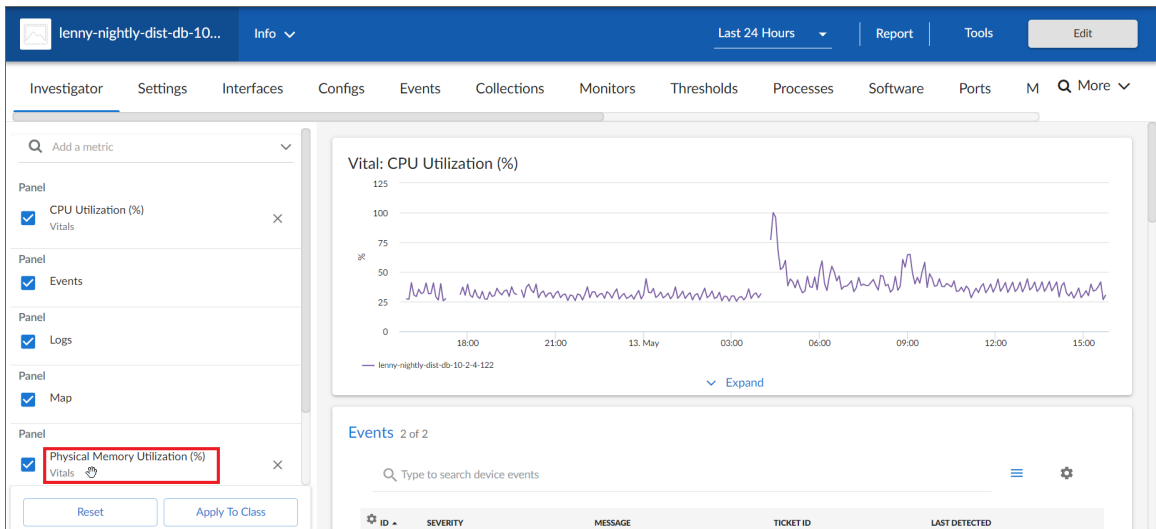 lenny-nightly-dist-db-10...
Info
Last 24 Hours
Report
Tools
Edit
Investigator
Settings
Interfaces
Configs
Events
Collections
Monitors
Thresholds
Processes
Software
Ports
M
More
Add a metric
Panel
CPU Utilization (%)
Vitals
Panel
Events
Panel
Logs
Panel
Map
Panel
Physical Memory Utilization (%)
Vitals
Reset
Apply To Class
Vital: CPU Utilization (%)
125
100
75
50
25
0
%
18:00
21:00
13. May
03:00
06:00
09:00
12:00
15:00
lenny-nightly-dist-db-10-2-4-122
Expand
Events 2 of 2
Type to search device events
ID
SEVERITY
MESSAGE
TICKET ID
LAST DETECTED